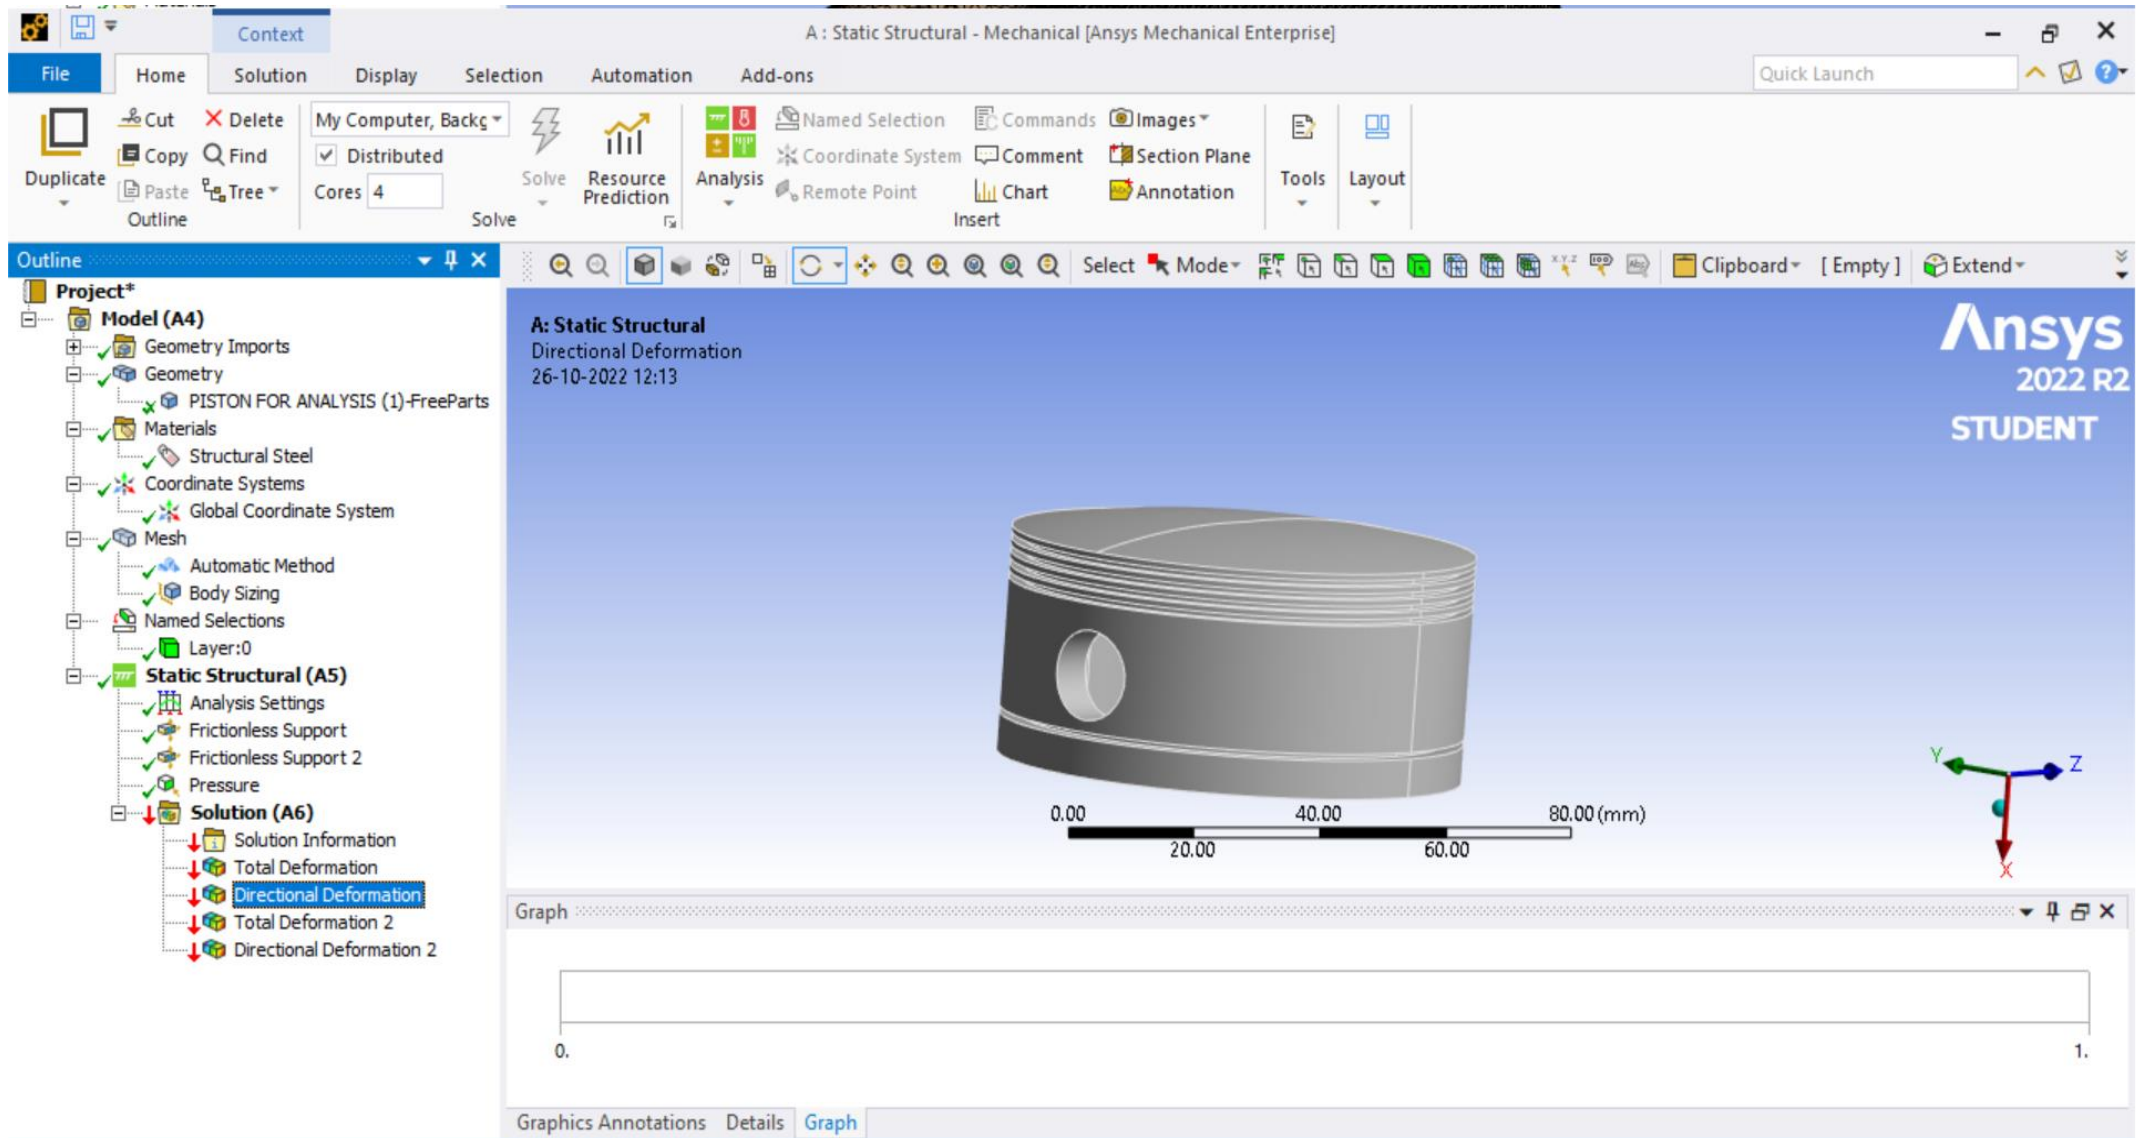 Context
A : Static Structural - Mechanical [Ansys Mechanical Enterprise]
File Home Solution Display Selection Automation Add-ons
Quick Launch
Duplicate
Cut
Copy
Paste
Delete
Find
Tree
Outline
My Computer, Backg
Distributed
Cores 4
Solve
Resource
Prediction
Solve
Analysis
Named Selection
Coordinate System
Remote Point
Commands
Comment
Chart
Images
Section Plane
Annotation
Insert
Tools
Layout
Outline
Select Mode Clipboard [ Empty ] Extend
Project*
Model (A4)
Geometry Imports
Geometry
PISTON FOR ANALYSIS (1)-FreeParts
Materials
Structural Steel
Coordinate Systems
Global Coordinate System
Mesh
Automatic Method
Body Sizing
Named Selections
Layer:0
Static Structural (A5)
Analysis Settings
Frictionless Support
Frictionless Support 2
Pressure
Solution (A6)
Solution Information
Total Deformation
Directional Deformation
Total Deformation 2
Directional Deformation 2
A: Static Structural
Directional Deformation
26-10-2022 12:13
Ansys
2022 R2
STUDENT
Y
Z
X
0.00 40.00 80.00 (mm)
20.00 60.00
Graph
0. 1.
Graphics Annotations Details Graph